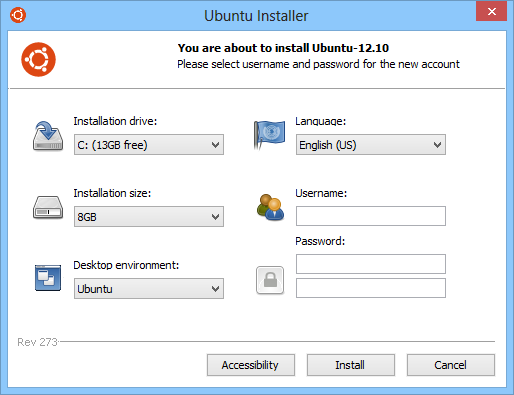 Ubuntu Installer
You are about to install Ubuntu-12.10
Please select username and password for the new account
Installation drive:
C: (13GB free)
Language:
English (US)
Installation size:
8GB
Username:
Password:
Desktop environment:
Ubuntu
Rev 273
Accessibility
Install
Cancel